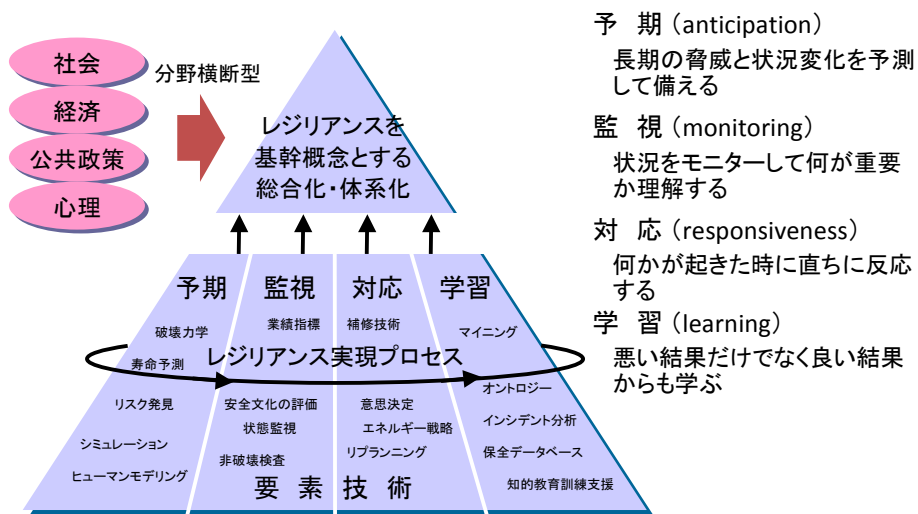 社会
経済
公共政策
心理
分野横断型
レジリアンスを
基幹概念とする
総合化・体系化
予期
監視
対応
学習
破壊力学
業績指標
補修技術
マイニング
寿命予測
レジリアンス実現プロセス
リスク発見
安全文化の評価
意思決定
オントロジー
状態監視
エネルギー戦略
インシデント分析
シミュレーション
非破壊検査
リプランニング
保全データベース
ヒューマンモデリング
知的教育訓練支援
要 素 技 術
予 期（anticipation）
長期の脅威と状況変化を予測
して備える
監 視（monitoring）
状況をモニターして何が重要
か理解する
対 応（responsiveness）
何かが起きた時に直ちに反応
する
学 習（learning）
悪い結果だけでなく良い結果
からも学ぶ